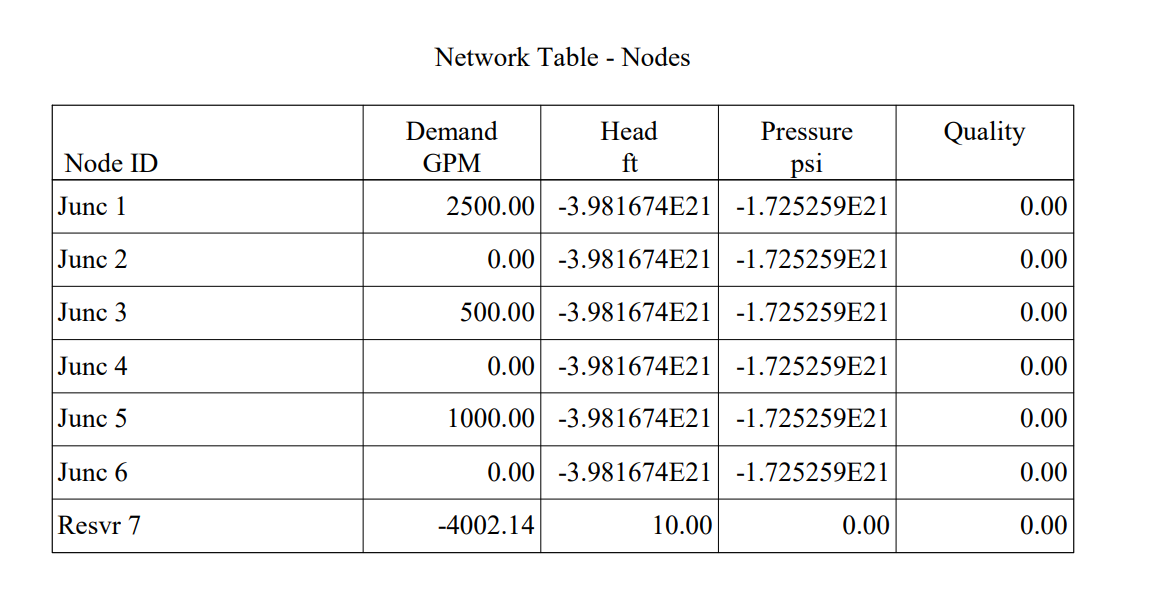 Network Table - Nodes
Node ID Demand GPM Head ft Pressure psi Quality
Junc 1 2500.00 -3.981674E21 -1.725259E21 0.00
Junc 2 0.00 -3.981674E21 -1.725259E21 0.00
Junc 3 500.00 -3.981674E21 -1.725259E21 0.00
Junc 4 0.00 -3.981674E21 -1.725259E21 0.00
Junc 5 1000.00 -3.981674E21 -1.725259E21 0.00
Junc 6 0.00 -3.981674E21 -1.725259E21 0.00
Resvr 7 -4002.14 10.00 0.00 0.00